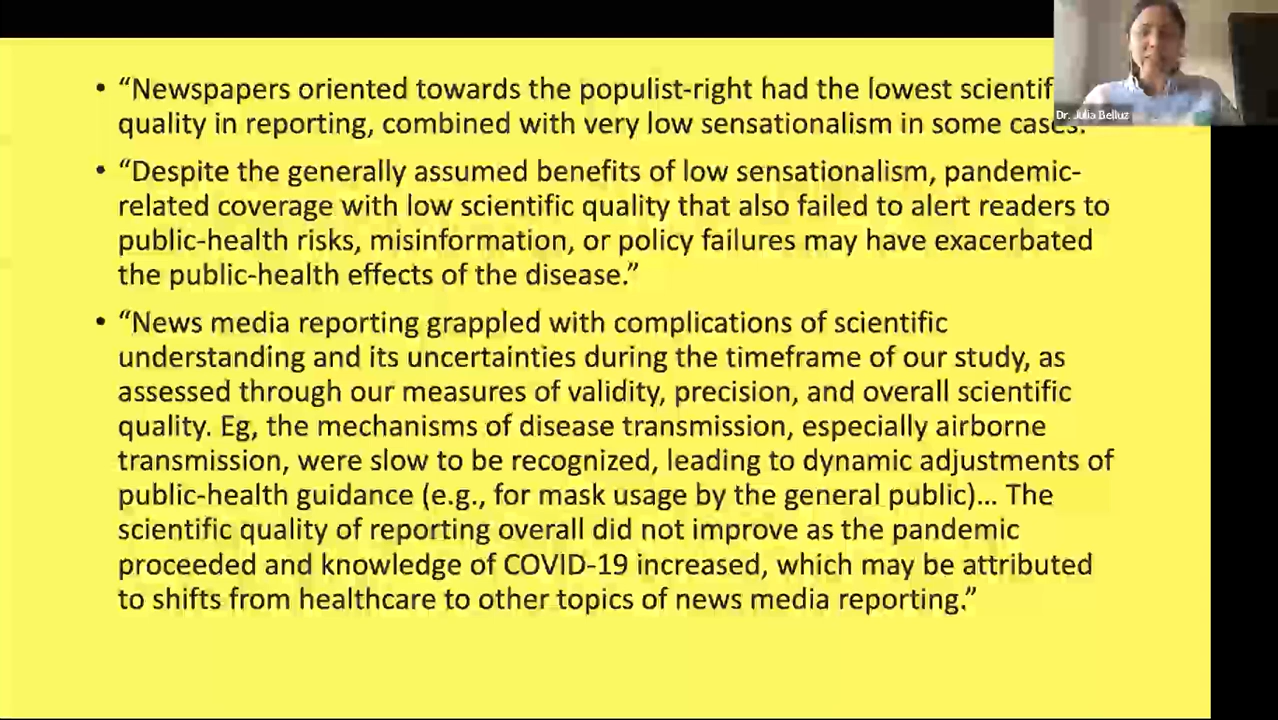 • “Newspapers oriented towards the populist-right had the lowest
quality in reporting, combined with very low sensationalism in some cases.
• “Despite the generally assumed benefits of low sensationalism, pandemic-
related coverage with low scientific quality that also failed to alert readers to
public-health risks, misinformation, or policy failures may have exacerbated
the public-health effects of the disease.”
• “News media reporting grappled with complications of scientific
understanding and its uncertainties during the timeframe of our study, as
assessed through our measures of validity, precision, and overall scientific
quality. Eg, the mechanisms of disease transmission, especially airborne
transmission, were slow to be recognized, leading to dynamic adjustments of
public-health guidance (e.g., for mask usage by the general public)... The
scientific quality of reporting overall did not improve as the pandemic
proceeded and knowledge of COVID-19 increased, which may be attributed
to shifts from healthcare to other topics of news media reporting.”
Dr. Julia Belluz